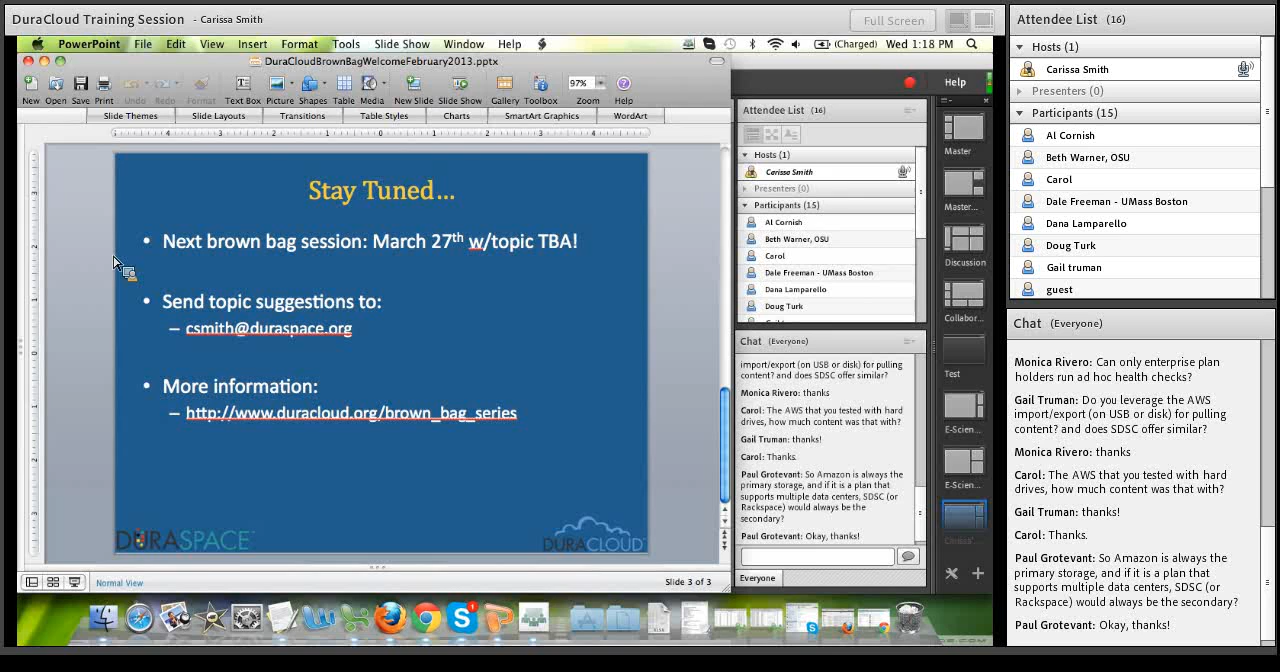 DuraCloud Training Session - Carissa Smith
Full Screen
PowerPoint File Edit View Insert Format Tools Slide Show Window Help
(Charged) Wed 1:18 PM
DuraCloudBrownBagWelcomeFebruary2013.pptx
New Open Save Print Undo Redo Format Text Box Picture Shapes Table Media New Slide Slide Show Gallery Toolbox Zoom Help
97%
Slide Themes Slide Layouts Transitions Table Styles Charts SmartArt Graphics WordArt
Stay Tuned...
• Next brown bag session: March 27th w/topic TBA!
• Send topic suggestions to:
– csmith@duraspace.org
• More information:
– http://www.duracloud.org/brown_bag_series
DURASPACE
DURACLOUD
Normal View
Slide 3 of 3
Help
Attendee List (16)
Hosts (1)
Carissa Smith
Presenters (0)
Participants (15)
Al Cornish
Beth Warner, OSU
Carol
Dale Freeman - UMass Boston
Dana Lamparello
Doug Turk
Chat (Everyone)
import/export (on USB or disk) for pulling
content? and does SDSC offer similar?
Monica Rivero: thanks
Carol: The AWS that you tested with hard
drives, how much content was that with?
Gail Truman: thanks!
Carol: Thanks.
Paul Grotevant: So Amazon is always the
primary storage, and if it is a plan that
supports multiple data centers, SDSC (or
Rackspace) would always be the
secondary?
Paul Grotevant: Okay, thanks!
Everyone
Master
Master...
Discussion
Collabor...
Test
E-Scien...
E-Scien...
Attendee List (16)
Hosts (1)
Carissa Smith
Presenters (0)
Participants (15)
Al Cornish
Beth Warner, OSU
Carol
Dale Freeman - UMass Boston
Dana Lamparello
Doug Turk
Gail truman
guest
Chat (Everyone)
Monica Rivero: Can only enterprise plan
holders run ad hoc health checks?
Gail Truman: Do you leverage the AWS
import/export (on USB or disk) for pulling
content? and does SDSC offer similar?
Monica Rivero: thanks
Carol: The AWS that you tested with hard
drives, how much content was that with?
Gail Truman: thanks!
Carol: Thanks.
Paul Grotevant: So Amazon is always the
primary storage, and if it is a plan that
supports multiple data centers, SDSC (or
Rackspace) would always be the secondary?
Paul Grotevant: Okay, thanks!